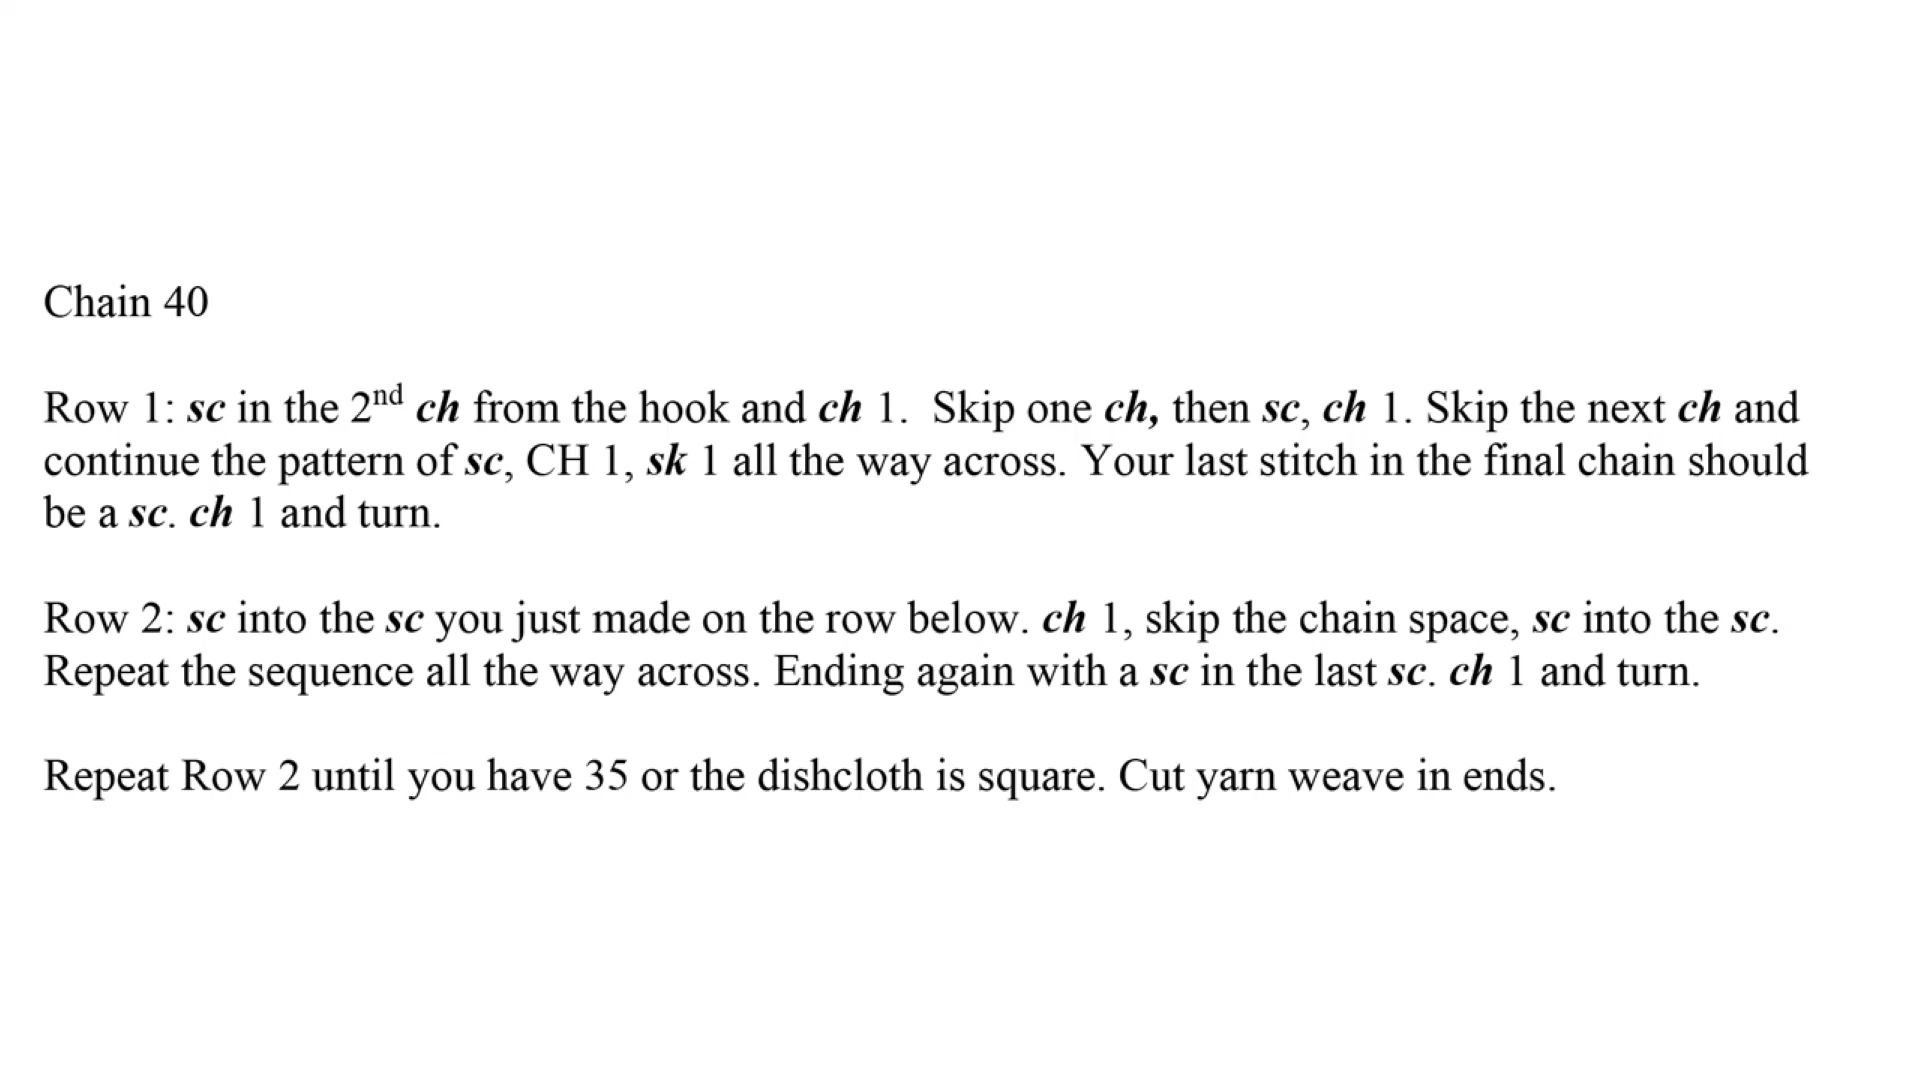 Chain 40
Row 1: sc in the 2nd ch from the hook and ch 1. Skip one ch, then sc, ch 1. Skip the next ch and
continue the pattern of sc, CH 1, sk 1 all the way across. Your last stitch in the final chain should
be a sc. ch 1 and turn.
Row 2: sc into the sc you just made on the row below. ch 1, skip the chain space, sc into the sc.
Repeat the sequence all the way across. Ending again with a sc in the last sc. ch 1 and turn.
Repeat Row 2 until you have 35 or the dishcloth is square. Cut yarn weave in ends.